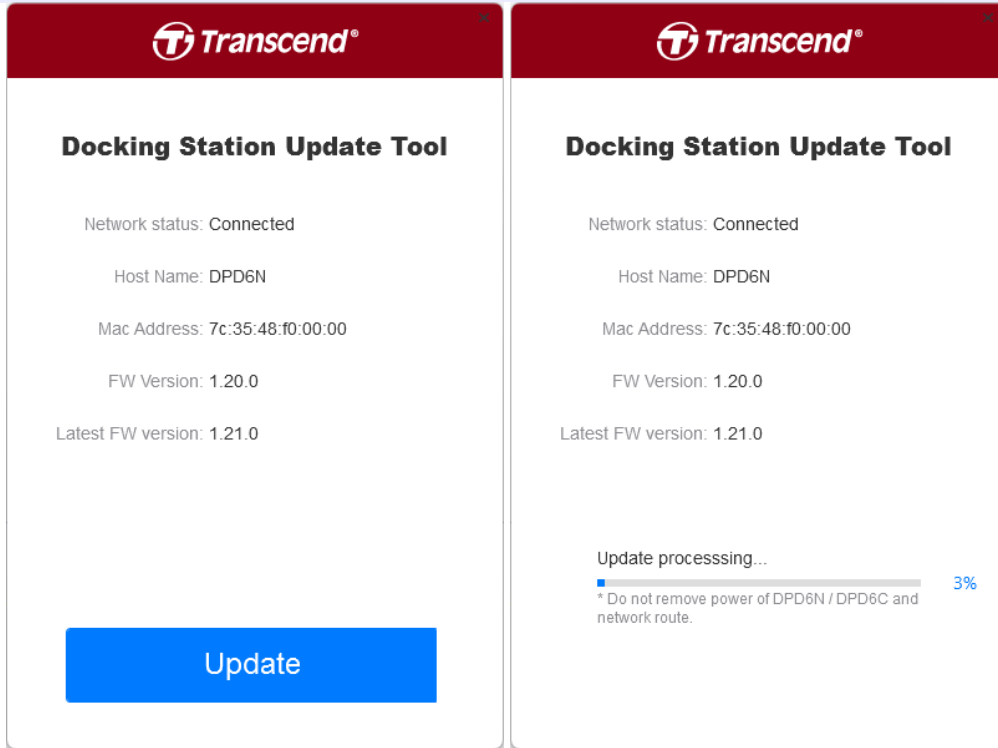 Transcend®
Docking Station Update Tool
Network status: Connected
Host Name: DPD6N
Mac Address: 7c:35:48:f0:00:00
FW Version: 1.20.0
Latest FW version: 1.21.0
Update
Transcend®
Docking Station Update Tool
Network status: Connected
Host Name: DPD6N
Mac Address: 7c:35:48:f0:00:00
FW Version: 1.20.0
Latest FW version: 1.21.0
Update processsing...
3%
* Do not remove power of DPD6N / DPD6C and
network route.